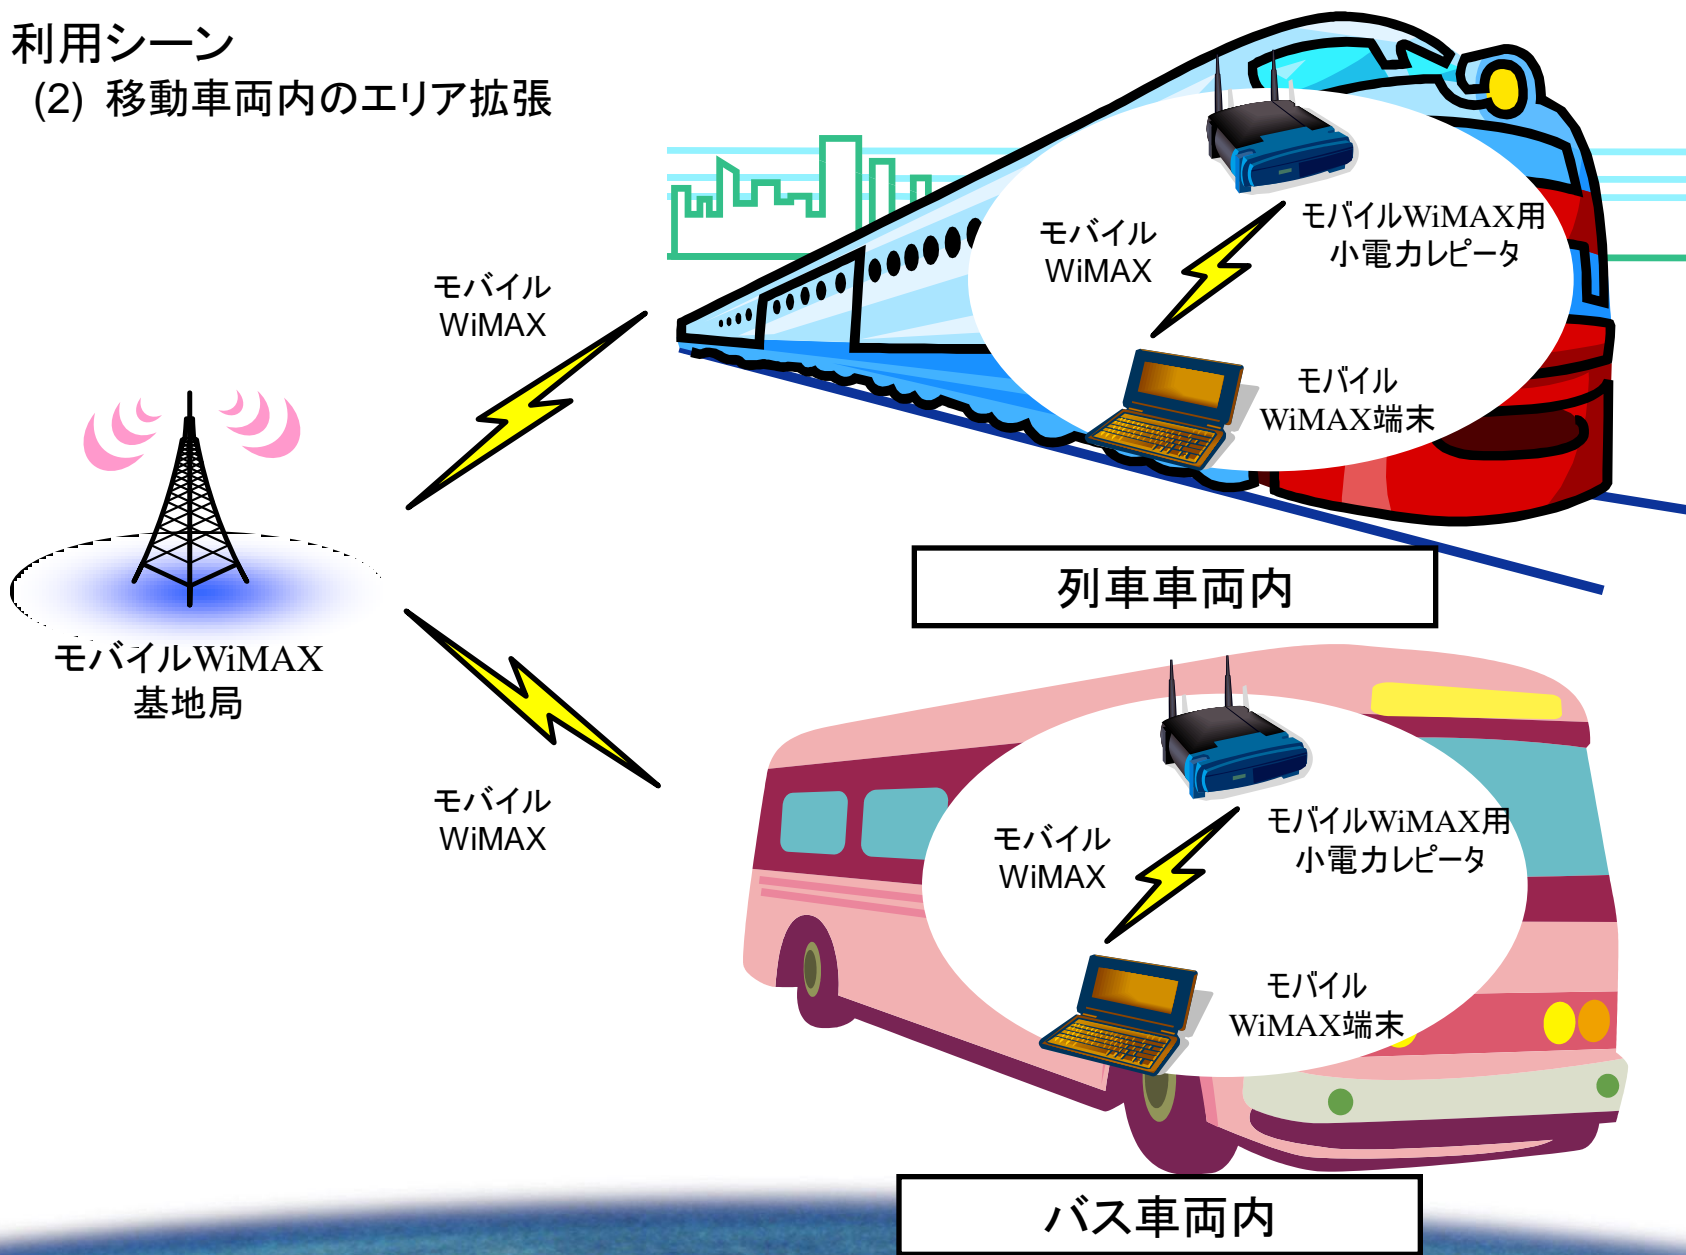 利用シーン
(2) 移動車両内のエリア拡張
モバイル
WiMAX
モバイルWiMAX用
小電力レピータ
モバイル
WiMAX
モバイル
WiMAX端末
列車車両内
モバイルWiMAX
基地局
モバイル
WiMAX
モバイルWiMAX用
小電力レピータ
モバイル
WiMAX
モバイル
WiMAX端末
バス車両内